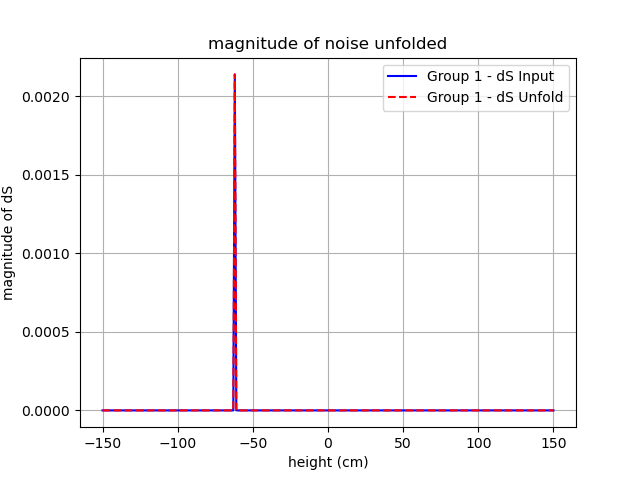 magnitude of noise unfolded
Group 1 - dS Input
Group 1 - dS Unfold
magnitude of dS
0.0020
0.0015
0.0010
0.0005
0.0000
−150
−100
−50
0
50
100
150
height (cm)